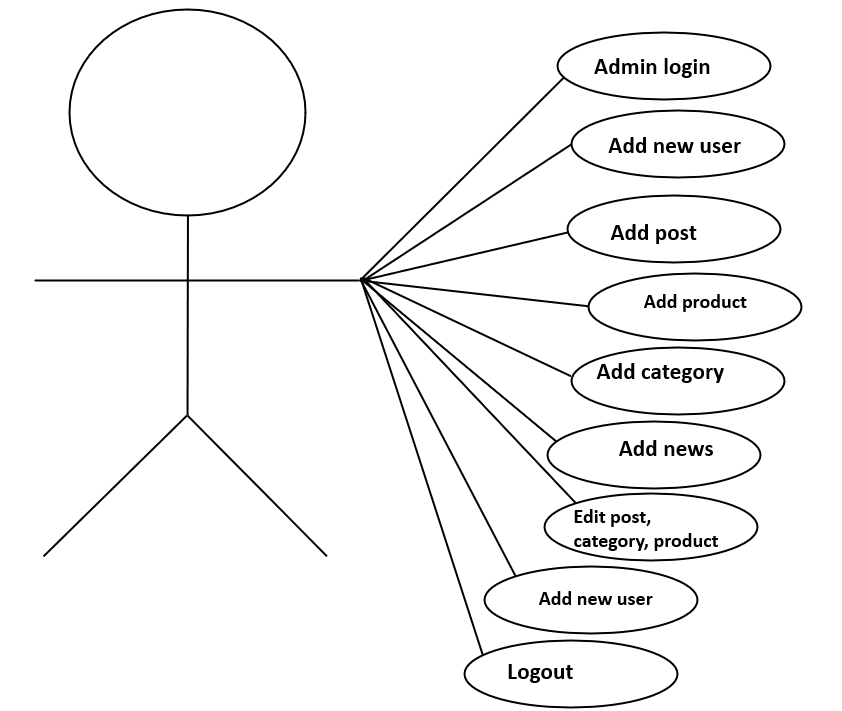 Admin login
Add new user
Add post
Add product
Add category
Add news
Edit post,
category, product
Add new user
Logout